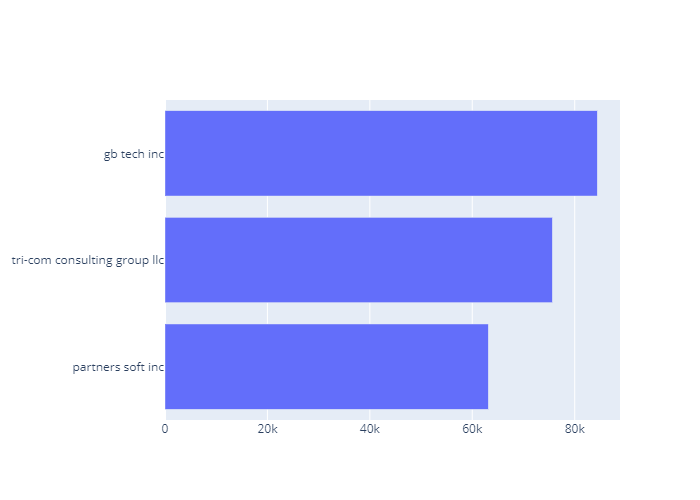 gb tech inc
tri-com consulting group llc
partners soft inc
0 20k 40k 60k 80k